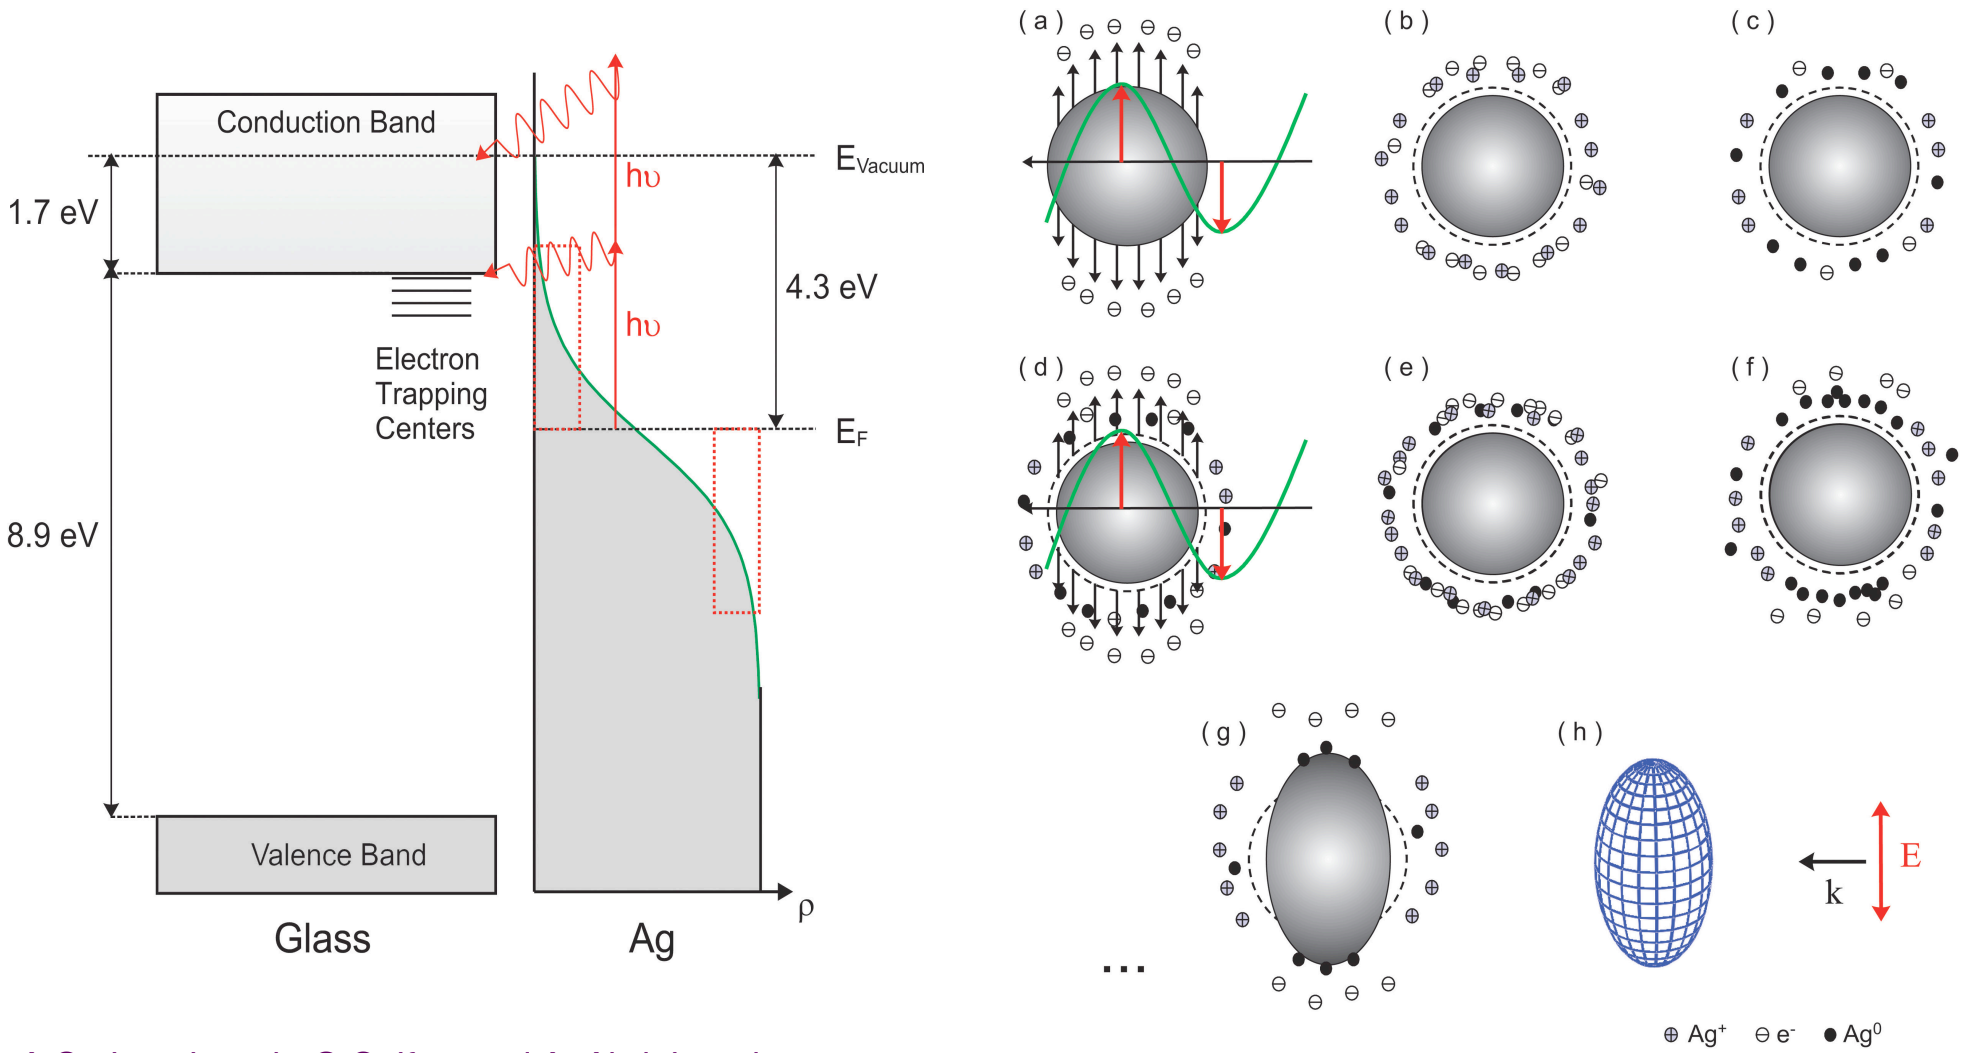 Conduction Band
E_Vacuum
1.7 eV
hυ
4.3 eV
hυ
Electron
Trapping
Centers
E_F
8.9 eV
Valence Band
ρ
Glass
Ag
(a)
(b)
(c)
(d)
(e)
(f)
(g)
(h)
E
k
...
Ag⁺
e⁻
Ag⁰